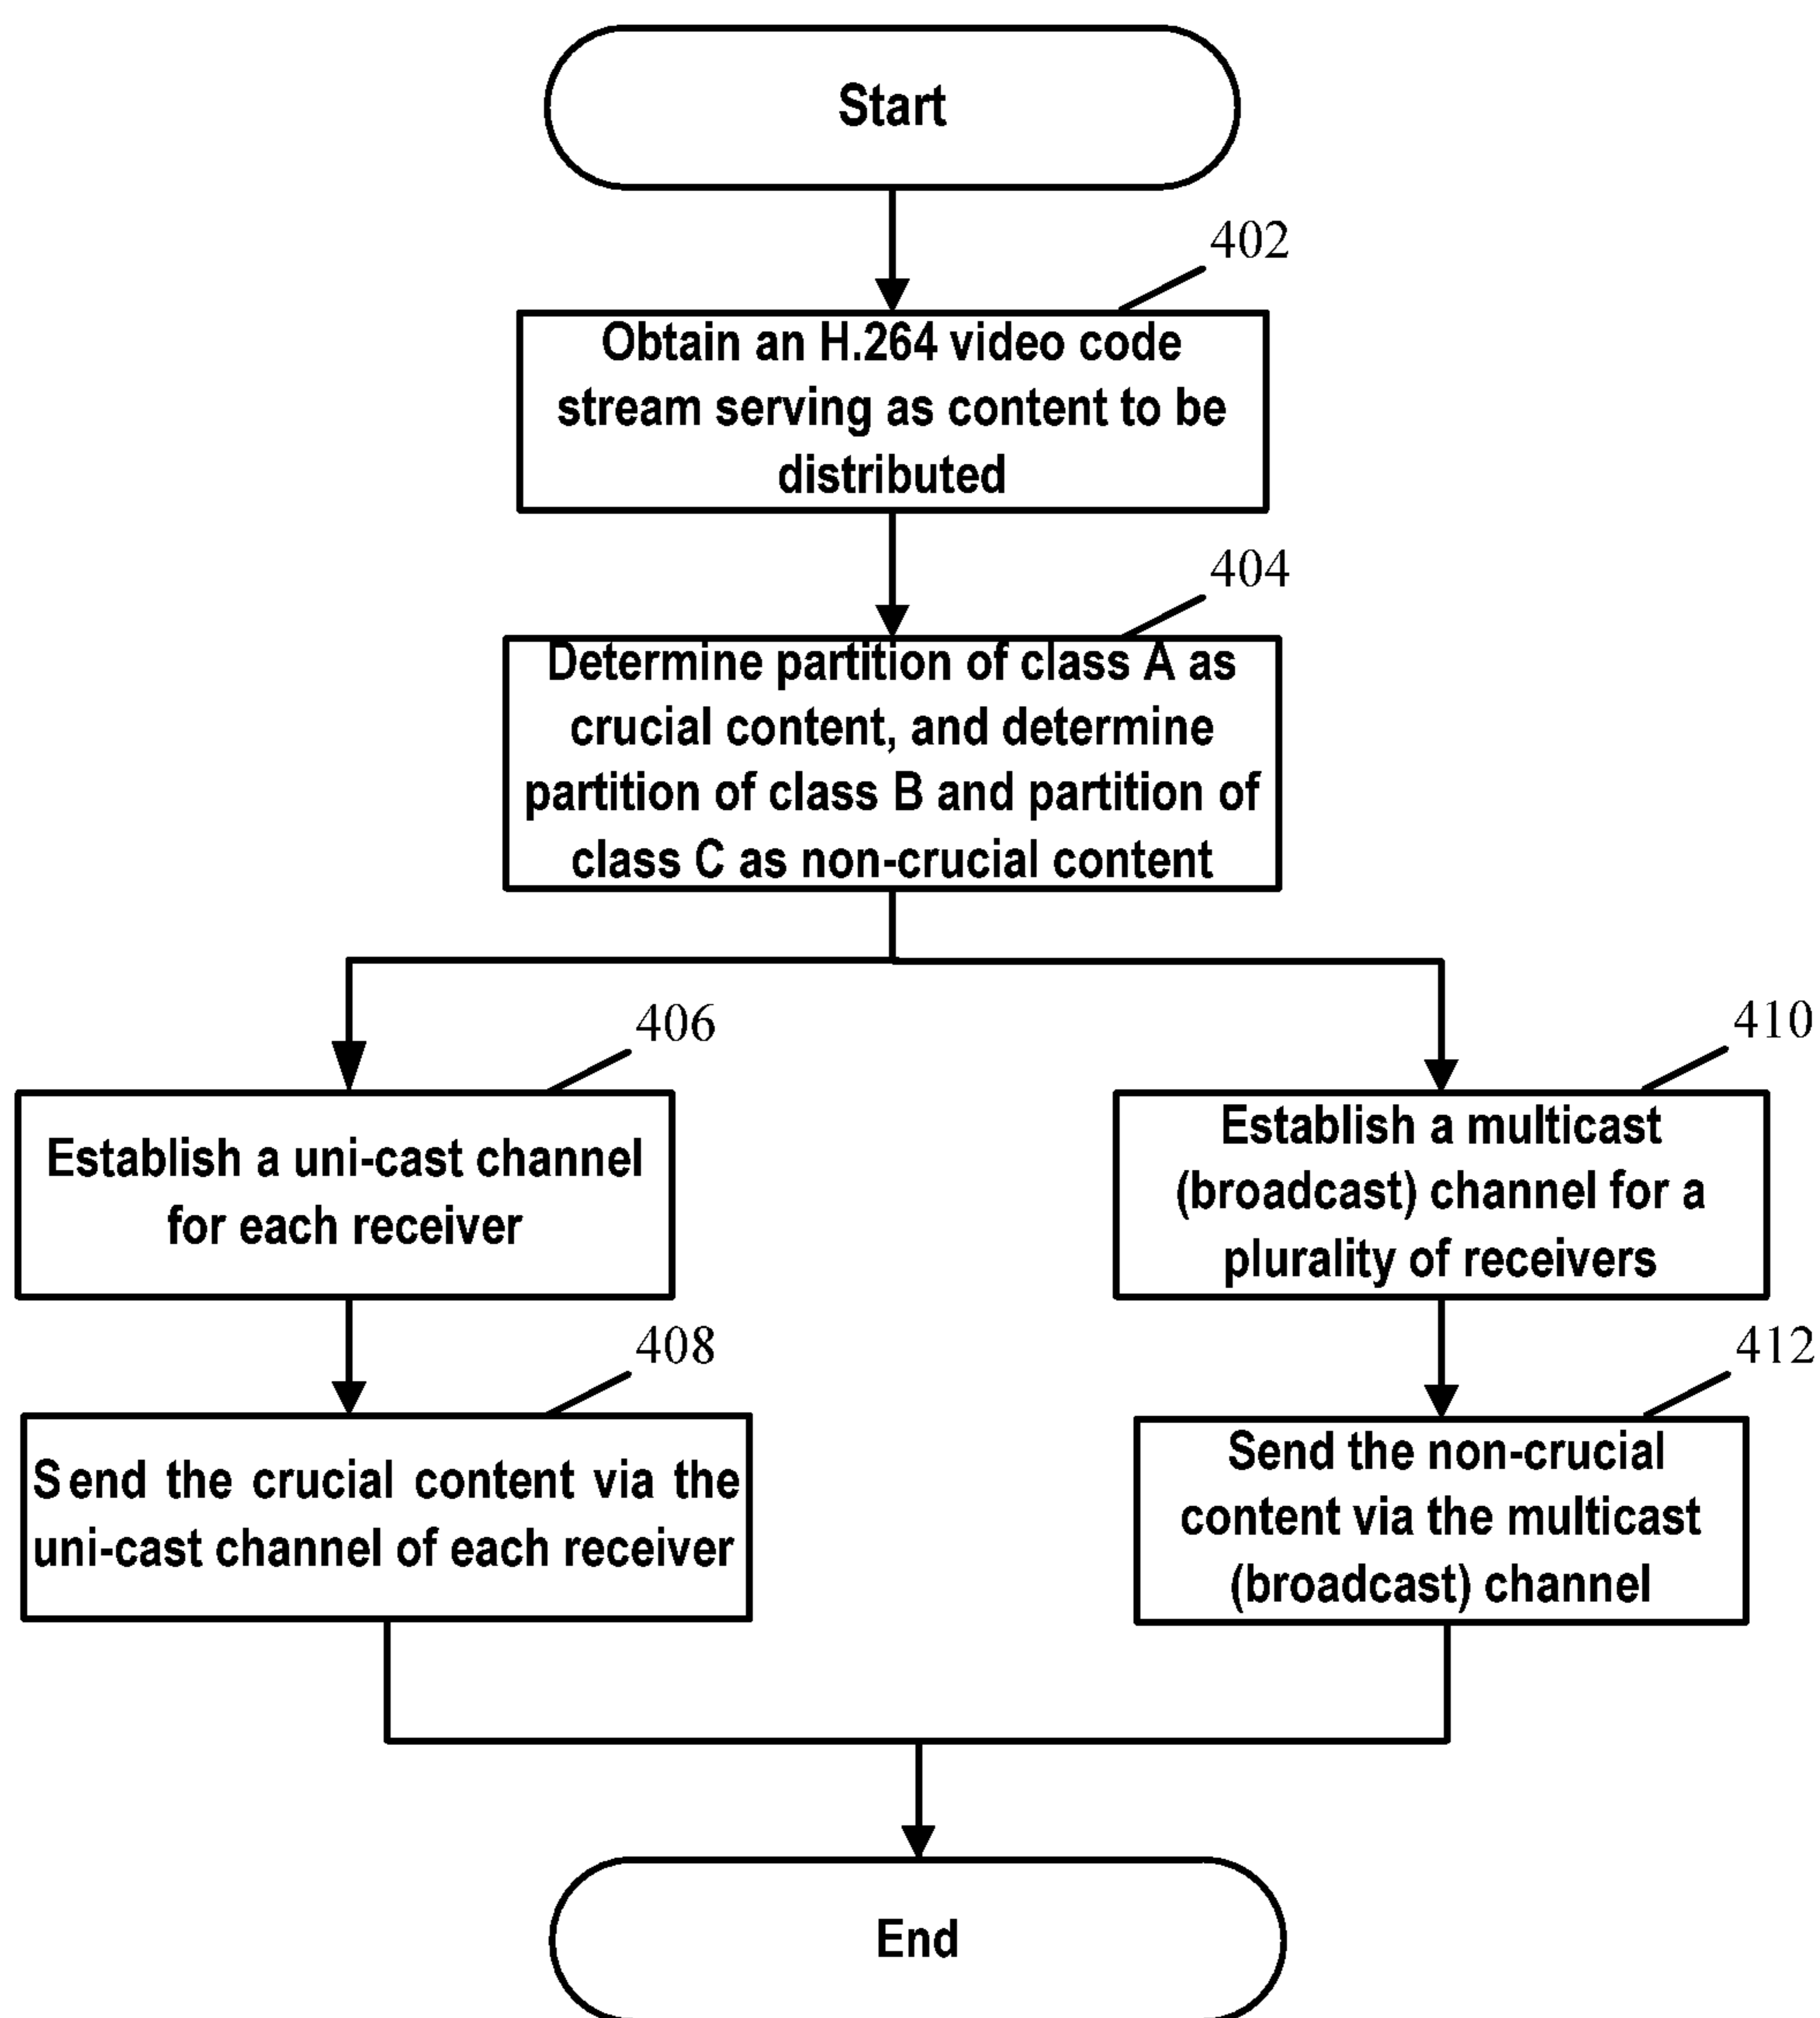 Start
402
Obtain an H.264 video code
stream serving as content to be
distributed
404
Determine partition of class A as
crucial content, and determine
partition of class B and partition of
class C as non-crucial content
406
Establish a uni-cast channel
for each receiver
408
Send the crucial content via the
uni-cast channel of each receiver
410
Establish a multicast
(broadcast) channel for a
plurality of receivers
412
Send the non-crucial
content via the multicast
(broadcast) channel
End